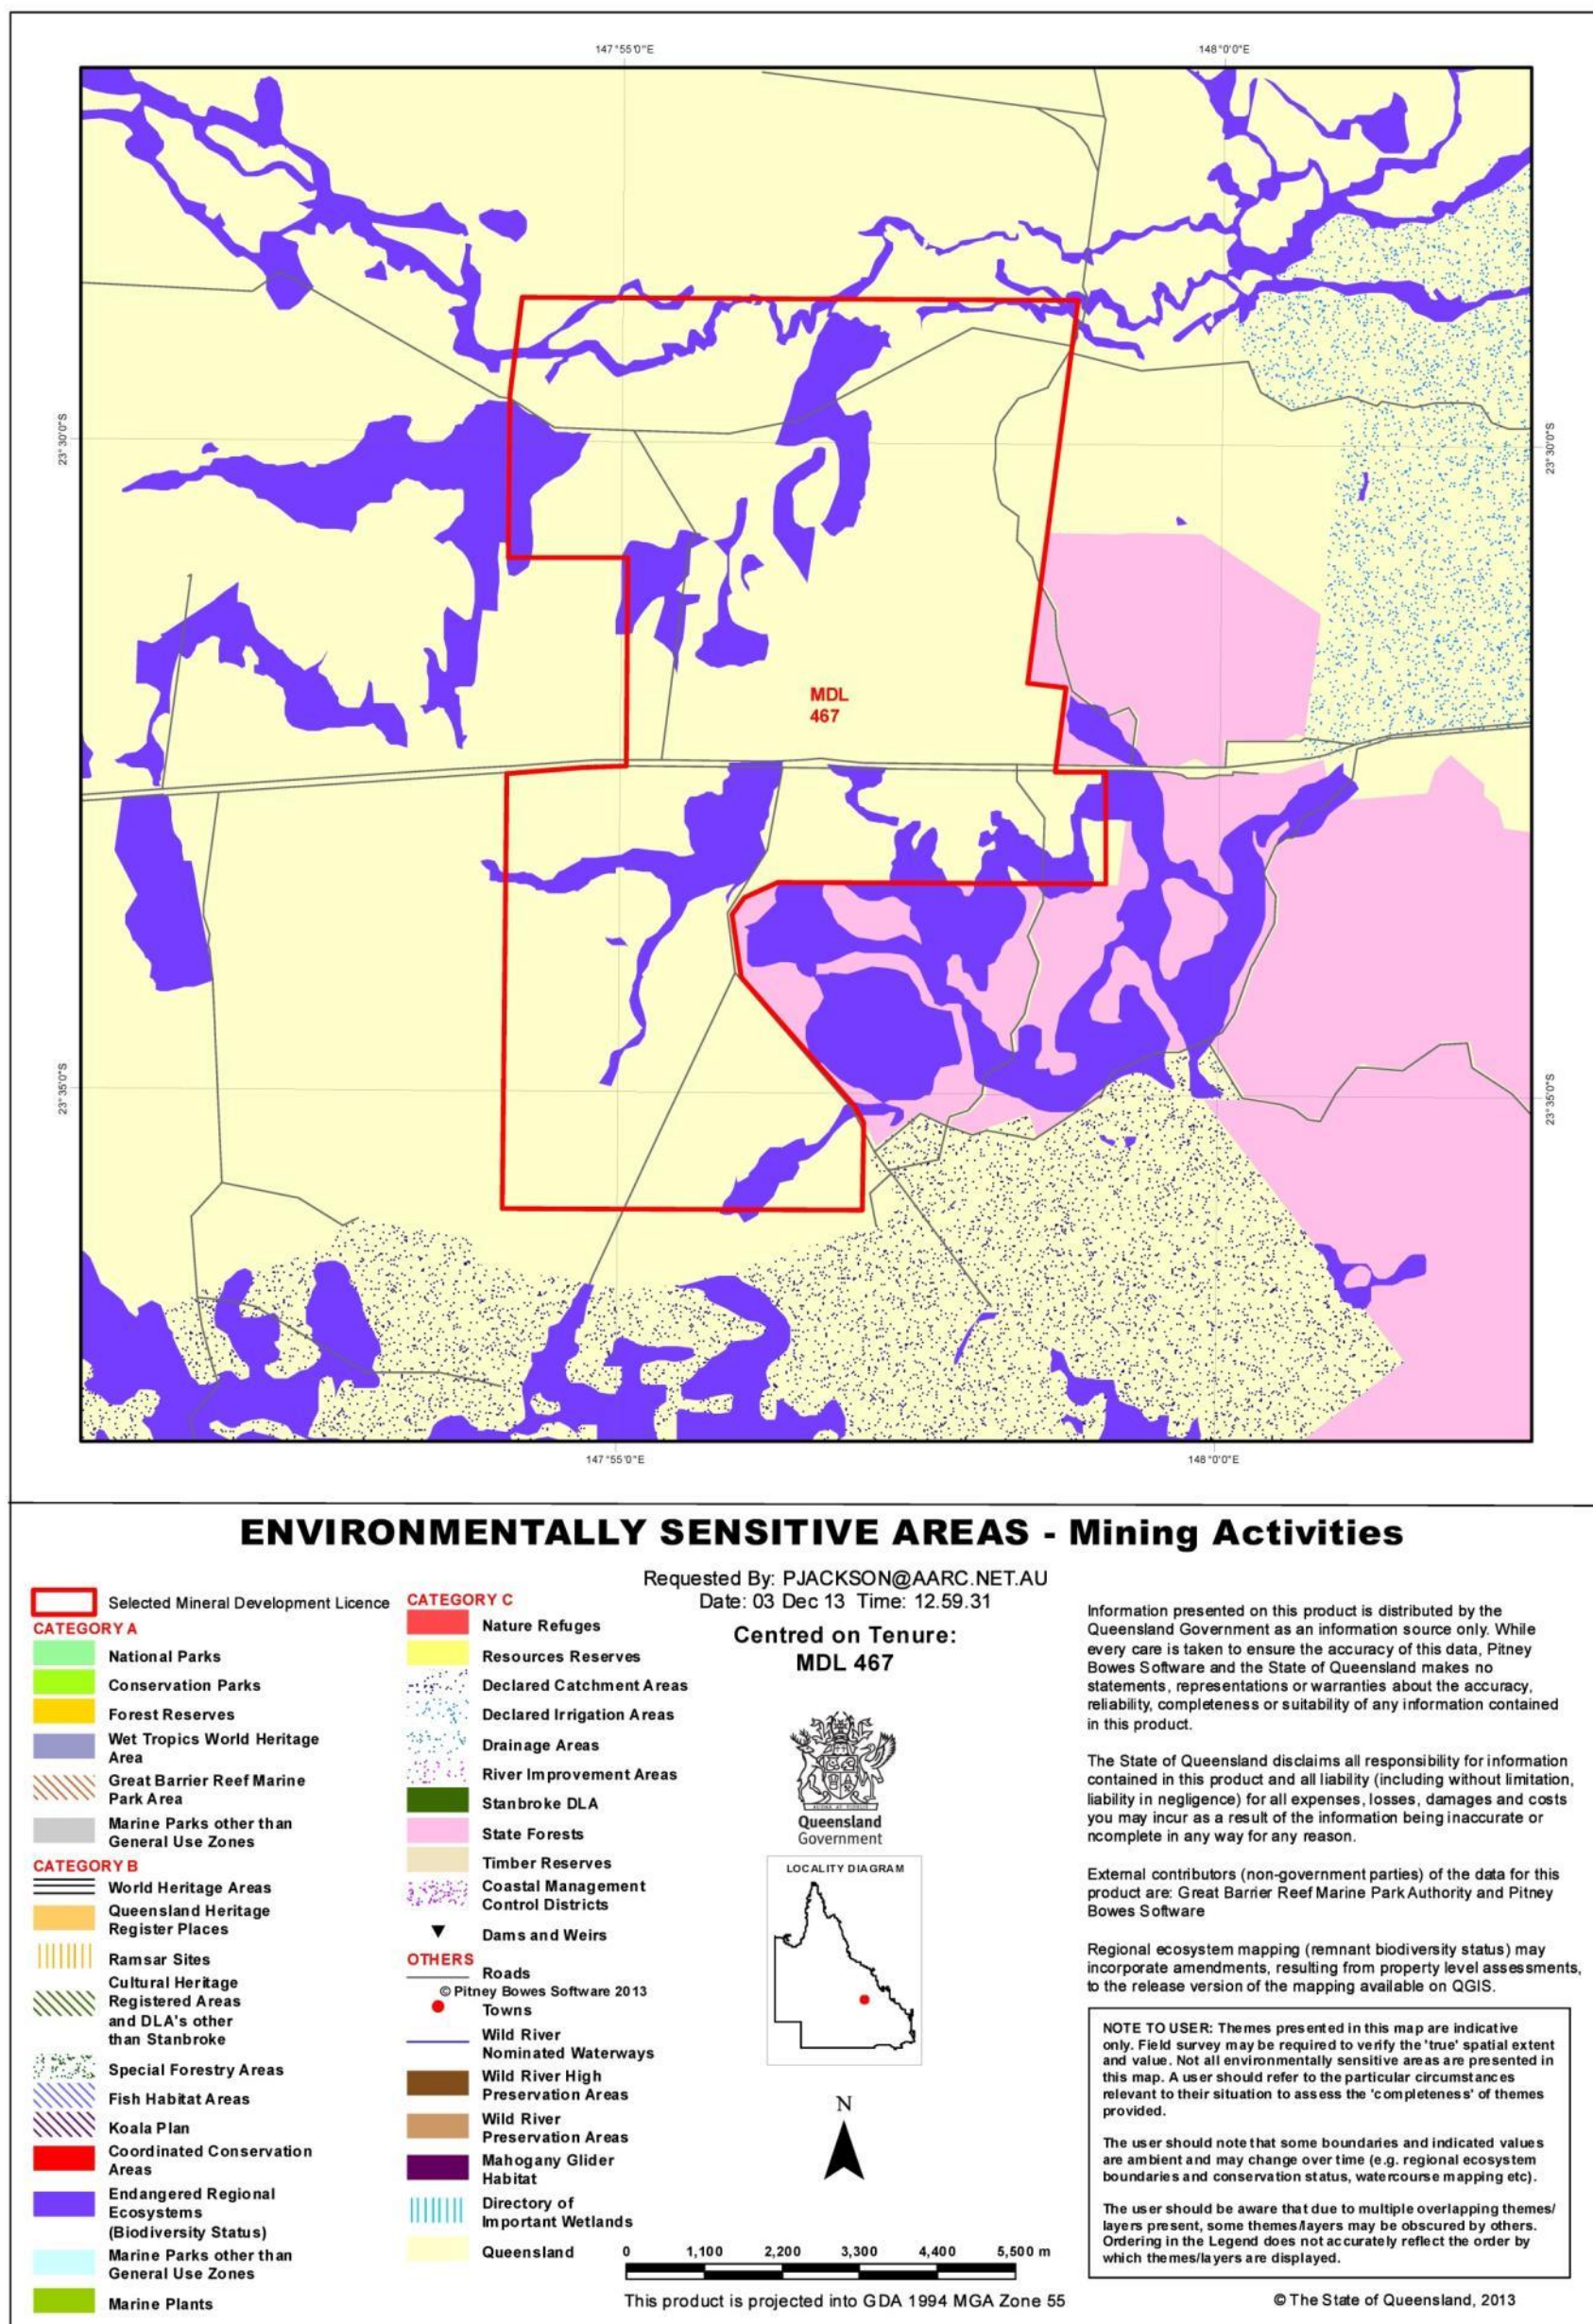 147°55'0"E
148°0'0"E
23°30'0"S
23°30'0"S
MDL
467
23°35'0"S
23°35'0"S
147°55'0"E
148°0'0"E
ENVIRONMENTALLY SENSITIVE AREAS - Mining Activities
Selected Mineral Development Licence
CATEGORY A
National Parks
Conservation Parks
Forest Reserves
Wet Tropics World Heritage
Area
Great Barrier Reef Marine
Park Area
Marine Parks other than
General Use Zones
CATEGORY B
World Heritage Areas
Queensland Heritage
Register Places
Ramsar Sites
Cultural Heritage
Registered Areas
and DLA's other
than Stanbroke
Special Forestry Areas
Fish Habitat Areas
Koala Plan
Coordinated Conservation
Areas
Endangered Regional
Ecosystems
(Biodiversity Status)
Marine Parks other than
General Use Zones
Marine Plants
CATEGORY C
Nature Refuges
Resources Reserves
Declared Catchment Areas
Declared Irrigation Areas
Drainage Areas
River Improvement Areas
Stanbroke DLA
State Forests
Timber Reserves
Coastal Management
Control Districts
Dams and Weirs
OTHERS
Roads
© Pitney Bowes Software 2013
Towns
Wild River
Nominated Waterways
Wild River High
Preservation Areas
Wild River
Preservation Areas
Mahogany Glider
Habitat
Directory of
Important Wetlands
Queensland
Requested By: PJACKSON@AARC.NET.AU
Date: 03 Dec 13 Time: 12.59.31
Centred on Tenure:
MDL 467
Queensland
Government
LOCALITY DIAGRAM
N
0 1,100 2,200 3,300 4,400 5,500 m
This product is projected into GDA 1994 MGA Zone 55
Information presented on this product is distributed by the
Queensland Government as an information source only. While
every care is taken to ensure the accuracy of this data, Pitney
Bowes Software and the State of Queensland makes no
statements, representations or warranties about the accuracy,
reliability, completeness or suitability of any information contained
in this product.
The State of Queensland disclaims all responsibility for information
contained in this product and all liability (including without limitation,
liability in negligence) for all expenses, losses, damages and costs
you may incur as a result of the information being inaccurate or
ncomplete in any way for any reason.
External contributors (non-government parties) of the data for this
product are: Great Barrier Reef Marine Park Authority and Pitney
Bowes Software
Regional ecosystem mapping (remnant biodiversity status) may
incorporate amendments, resulting from property level assessments,
to the release version of the mapping available on QGIS.
NOTE TO USER: Themes presented in this map are indicative
only. Field survey may be required to verify the 'true' spatial extent
and value. Not all environmentally sensitive areas are presented in
this map. A user should refer to the particular circumstances
relevant to their situation to assess the 'completeness' of themes
provided.
The user should note that some boundaries and indicated values
are ambient and may change over time (e.g. regional ecosystem
boundaries and conservation status, watercourse mapping etc).
The user should be aware that due to multiple overlapping themes/
layers present, some themes/layers may be obscured by others.
Ordering in the Legend does not accurately reflect the order by
which themes/layers are displayed.
© The State of Queensland, 2013